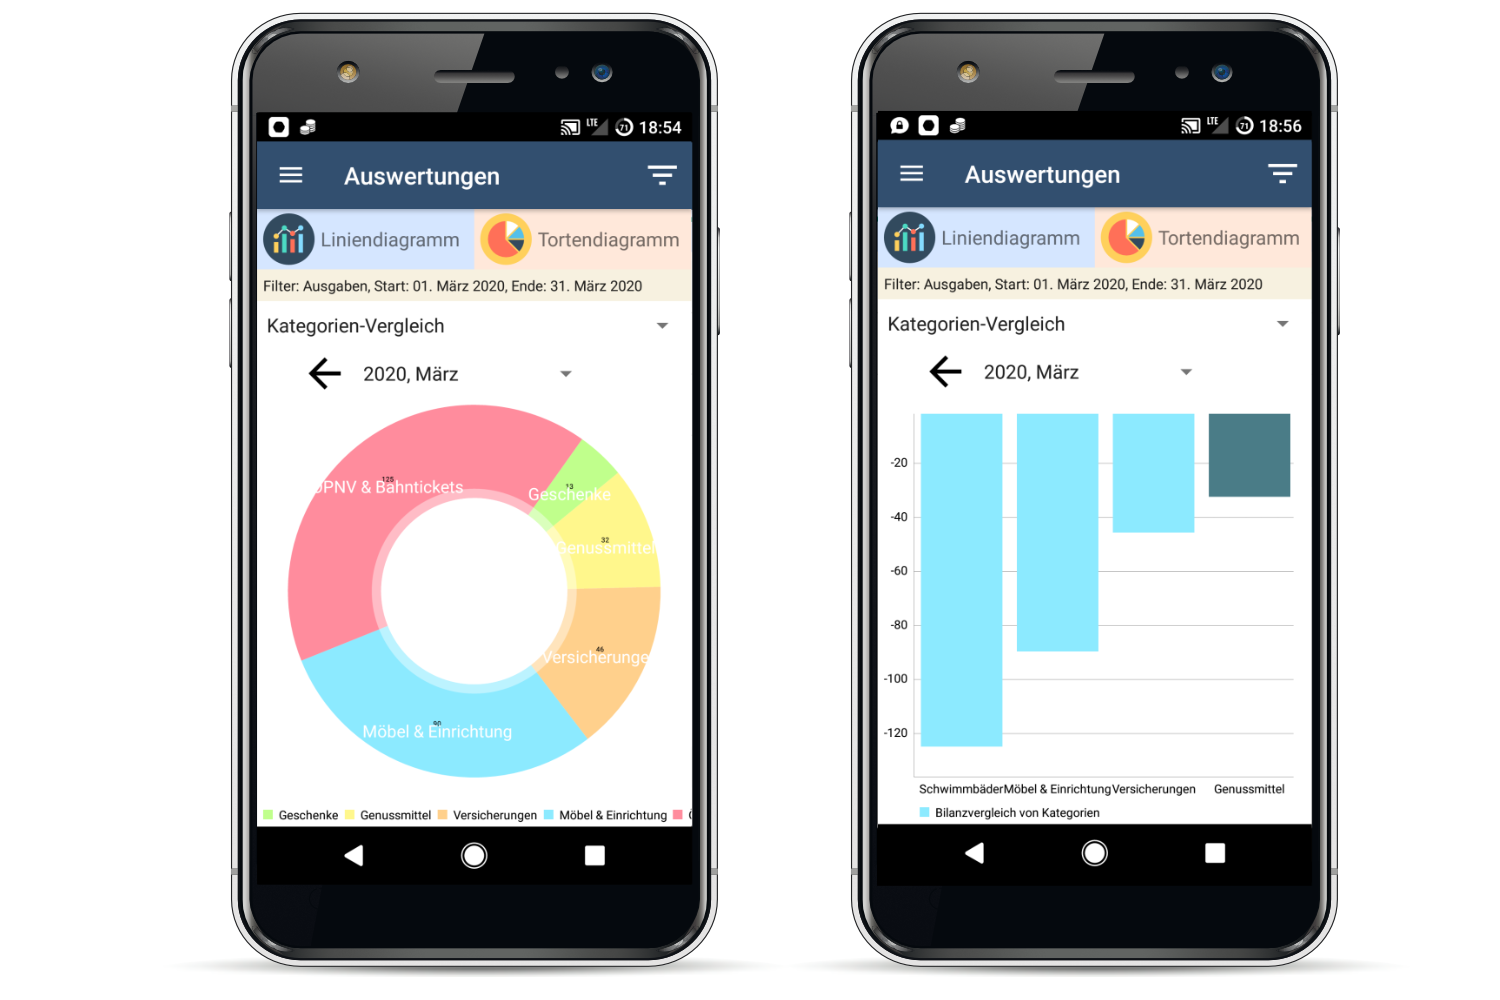 LTE 71 18:54
Auswertungen
Liniendiagramm Tortendiagramm
Filter: Ausgaben, Start: 01. März 2020, Ende: 31. März 2020
Kategorien-Vergleich
2020, März
125
ÖPNV & Bahntickets
13
Geschenke
32
Genussmittel
46
Versicherunge
90
Möbel & Einrichtung
Geschenke Genussmittel Versicherungen Möbel & Einrichtung
LTE 71 18:56
Auswertungen
Liniendiagramm Tortendiagramm
Filter: Ausgaben, Start: 01. März 2020, Ende: 31. März 2020
Kategorien-Vergleich
2020, März
-20
-40
-60
-80
-100
-120
Schwimmbäder Möbel & Einrichtung Versicherungen Genussmittel
Bilanzvergleich von Kategorien